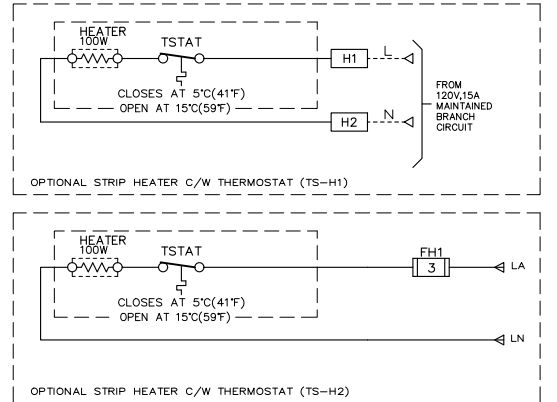 HEATER
100W
TSTAT
H1
L
CLOSES AT 5°C(41°F)
OPEN AT 15°C(59°F)
H2
N
FROM
120V,15A
MAINTAINED
BRANCH
CIRCUIT
OPTIONAL STRIP HEATER C/W THERMOSTAT (TS-H1)
HEATER
100W
TSTAT
FH1
3
LA
CLOSES AT 5°C(41°F)
OPEN AT 15°C(59°F)
LN
OPTIONAL STRIP HEATER C/W THERMOSTAT (TS-H2)